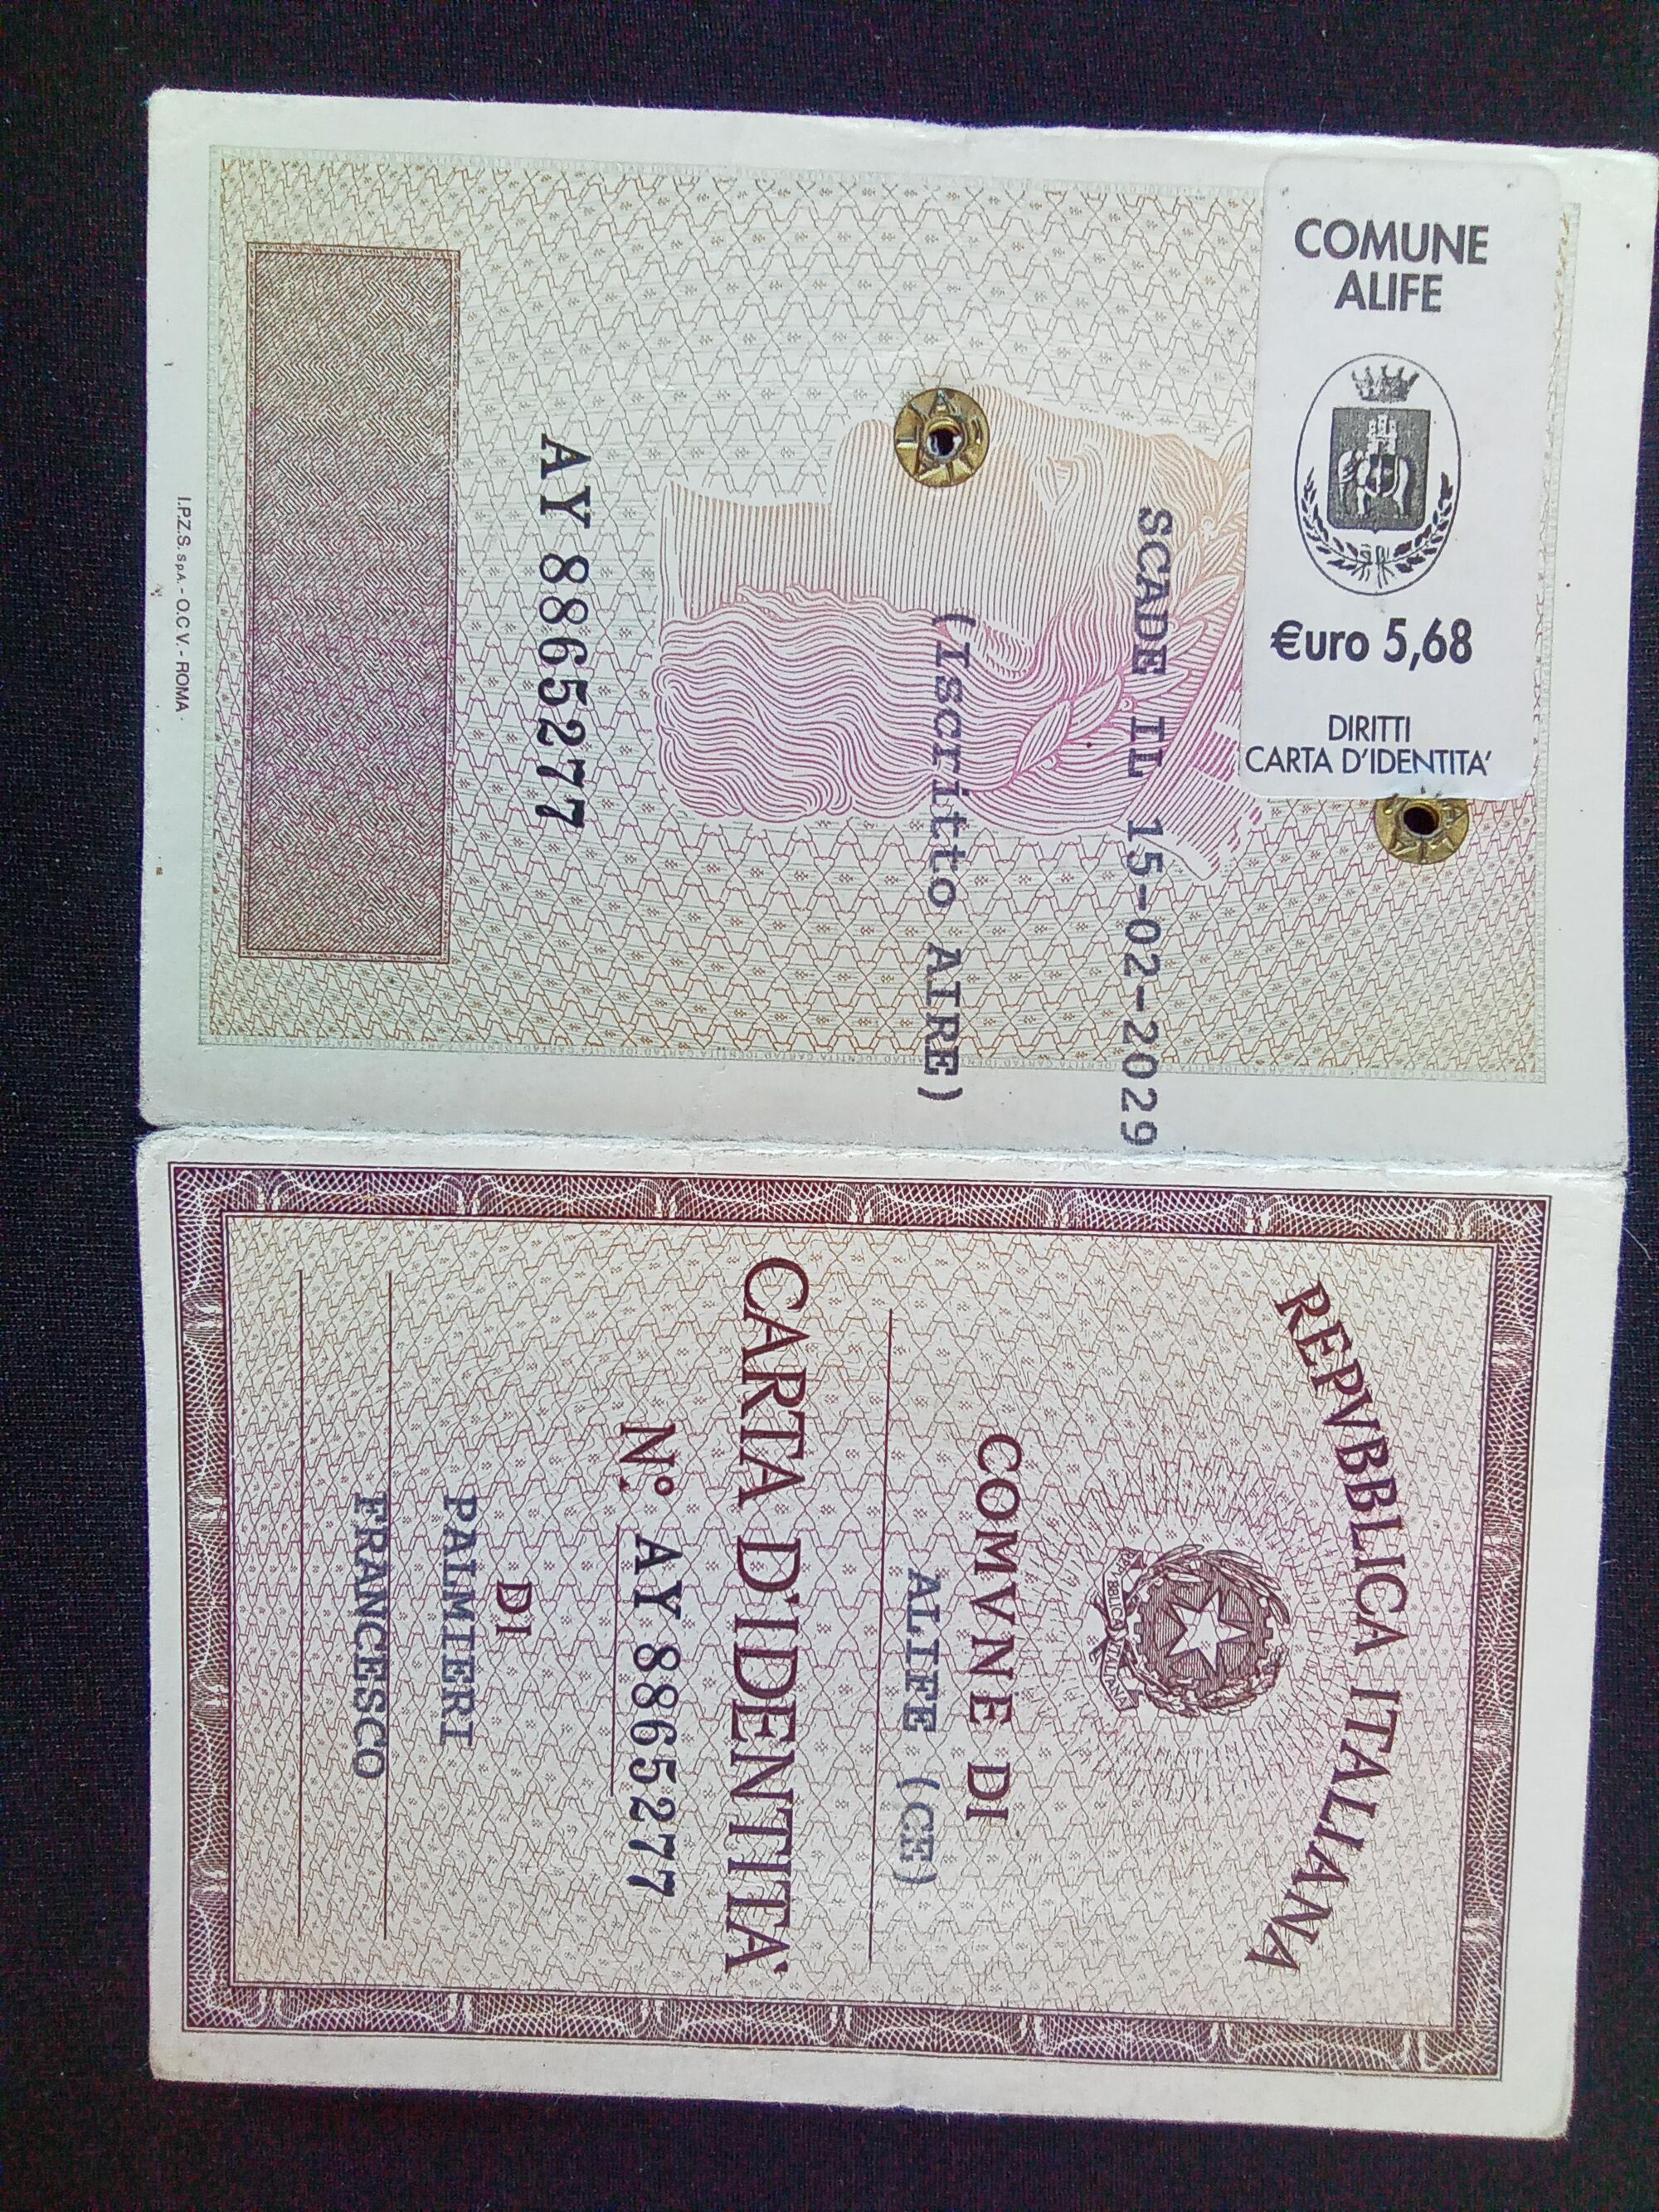 COMUNE
ALIFE
€uro 5,68
DIRITTI
CARTA D'IDENTITA'
SCADE IL 15-02-2029
(Iscritto AIRE)
AY 8865277
I.P.Z.S. S.p.A. - O.C.V. - ROMA
REPVBBLICA ITALIANA
COMVNE DI
ALIFE (CE)
CARTA D'IDENTITÀ
N.° AY 8865277
DI
PALMIERI
FRANCESCO